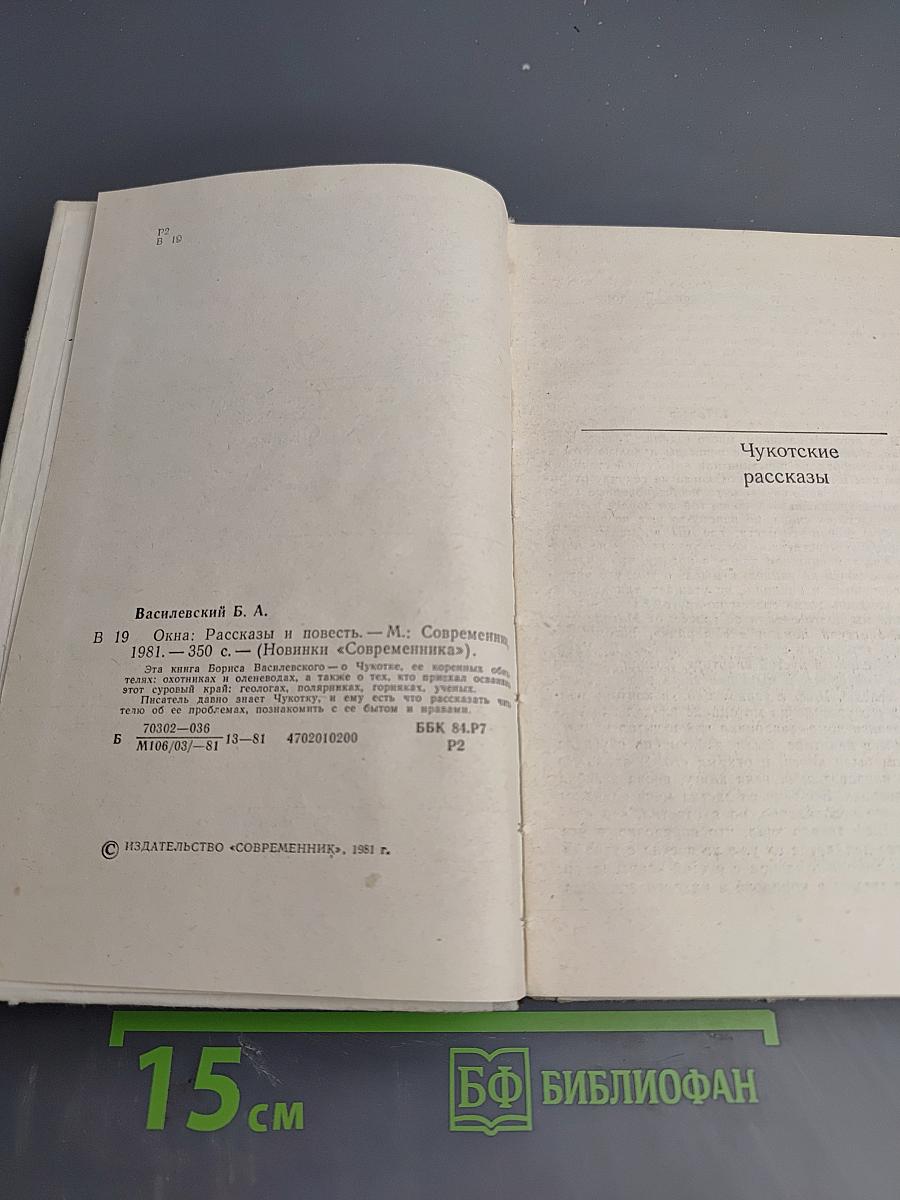 Р2
В 19
Василевский Б. А.
В 19 Окна: Рассказы и повесть. — М.: Современник,
1981. — 350 с. — (Новинки «Современника»).
Эта книга Бориса Василевского — о Чукотке, ее коренных
телях: охотниках и оленеводах, а также о тех, кто приехал
этот суровый край: геологах, полярниках, горняках, ученых.
Писатель давно знает Чукотку, и ему есть что рассказать
телю об ее проблемах, познакомить с ее бытом и нравами.
Б 70302—036
М106/03/—81 13—81 4702010200
ББК 84.Р7
Р2
© ИЗДАТЕЛЬСТВО «СОВРЕМЕННИК», 1981 г.
Чукотские
рассказы
15 см
БФ БИБЛИОФАН